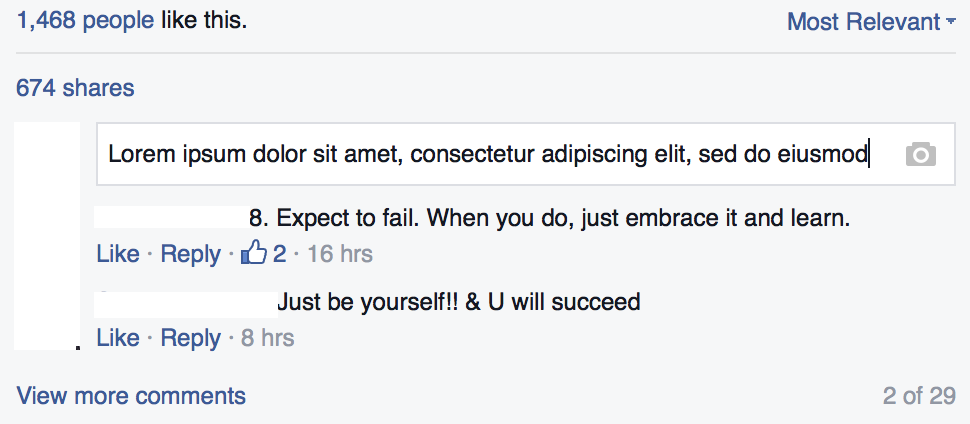 1,468 people like this. Most Relevant
674 shares
Lorem ipsum dolor sit amet, consectetur adipiscing elit, sed do eiusmod
8. Expect to fail. When you do, just embrace it and learn.
Like · Reply · 2 · 16 hrs
Just be yourself!! & U will succeed
Like · Reply · 8 hrs
View more comments 2 of 29